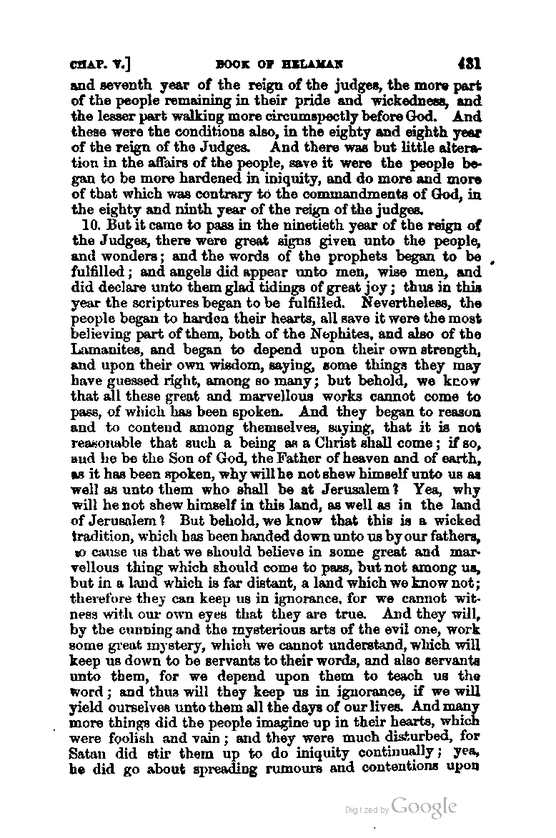 CHAP. V.] BOOK OF HELAMAN 431
and seventh year of the reign of the judges, the more part
of the people remaining in their pride and wickedness, and
the lesser part walking more circumspectly before God. And
these were the conditions also, in the eighty and eighth year
of the reign of the Judges. And there was but little altera-
tion in the affairs of the people, save it were the people be-
gan to be more hardened in iniquity, and do more and more
of that which was contrary to the commandments of God, in
the eighty and ninth year of the reign of the judges.
10. But it came to pass in the ninetieth year of the reign of
the Judges, there were great signs given unto the people,
and wonders; and the words of the prophets began to be
fulfilled; and angels did appear unto men, wise men, and
did declare unto them glad tidings of great joy; thus in this
year the scriptures began to be fulfilled. Nevertheless, the
people began to harden their hearts, all save it were the most
believing part of them, both of the Nephites, and also of the
Lamanites, and began to depend upon their own strength,
and upon their own wisdom, saying, some things they may
have guessed right, among so many; but behold, we know
that all these great and marvellous works cannot come to
pass, of which has been spoken. And they began to reason
and to contend among themselves, saying, that it is not
reasonable that such a being as a Christ shall come; if so,
and he be the Son of God, the Father of heaven and of earth,
as it has been spoken, why will he not shew himself unto us as
well as unto them who shall be at Jerusalem? Yea, why
will he not shew himself in this land, as well as in the land
of Jerusalem? But behold, we know that this is a wicked
tradition, which has been handed down unto us by our fathers,
to cause us that we should believe in some great and mar-
vellous thing which should come to pass, but not among us,
but in a land which is far distant, a land which we know not;
therefore they can keep us in ignorance, for we cannot wit-
ness with our own eyes that they are true. And they will,
by the cunning and the mysterious arts of the evil one, work
some great mystery, which we cannot understand, which will
keep us down to be servants to their words, and also servants
unto them, for we depend upon them to teach us the
word; and thus will they keep us in ignorance, if we will
yield ourselves unto them all the days of our lives. And many
more things did the people imagine up in their hearts, which
were foolish and vain; and they were much disturbed, for
Satan did stir them up to do iniquity continually; yea,
he did go about spreading rumours and contentions upon
Digitized by Google